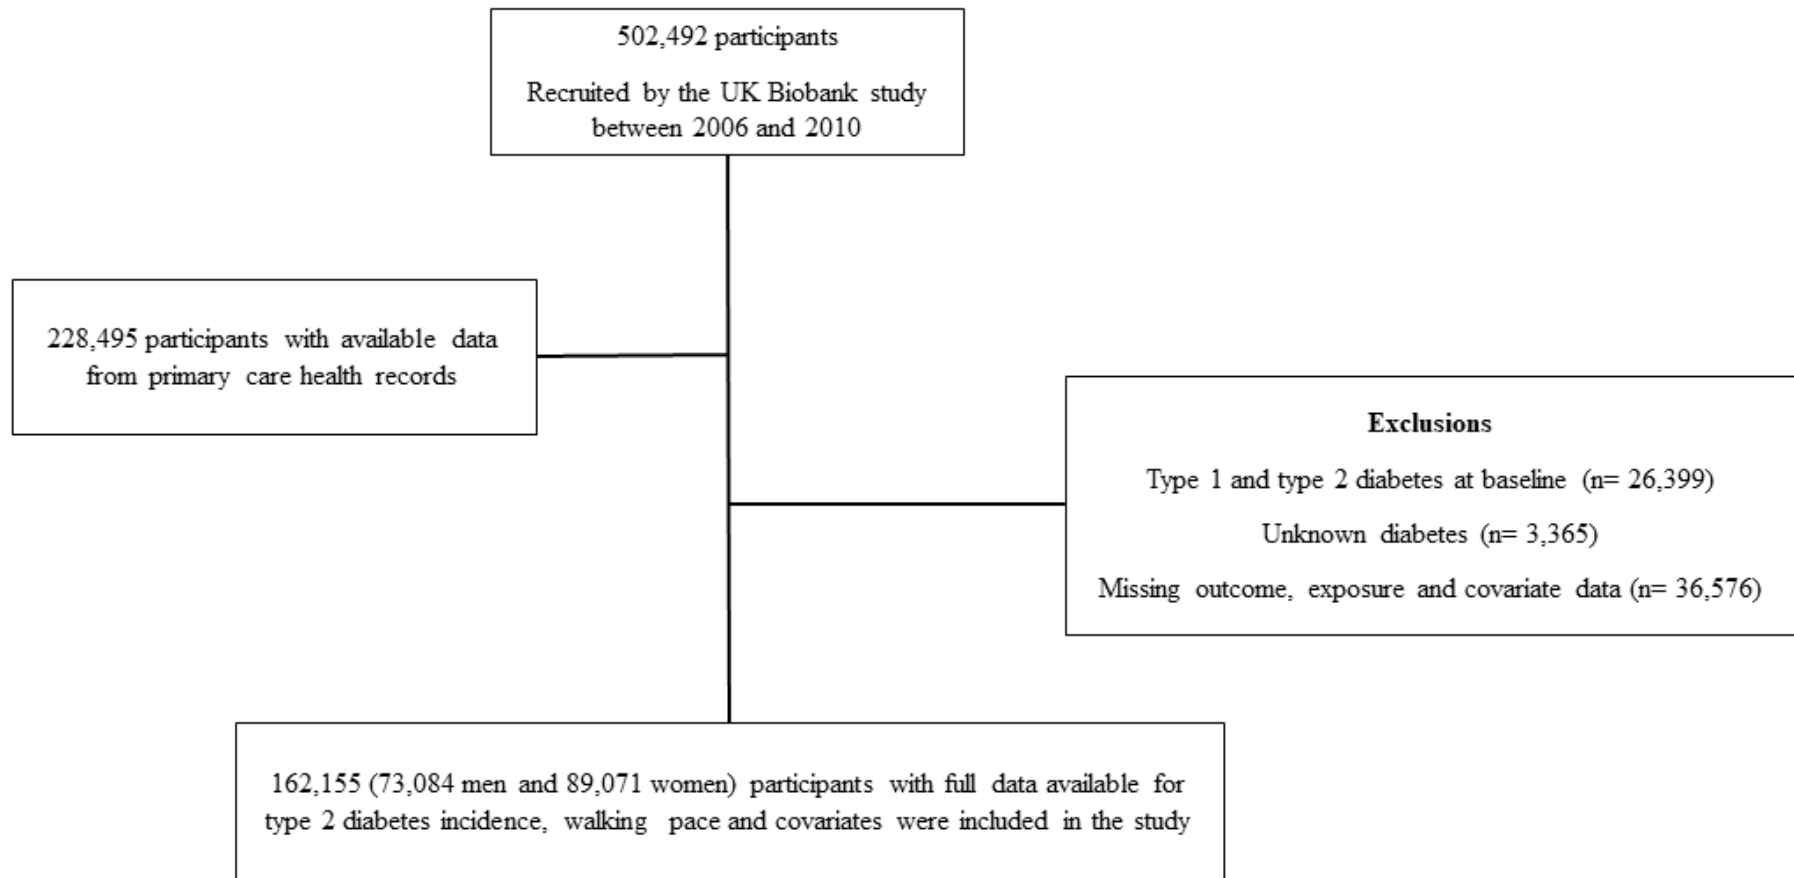 502,492 participants
Recruited by the UK Biobank study
between 2006 and 2010
228,495 participants with available data
from primary care health records
Exclusions
Type 1 and type 2 diabetes at baseline (n= 26,399)
Unknown diabetes (n= 3,365)
Missing outcome, exposure and covariate data (n= 36,576)
162,155 (73,084 men and 89,071 women) participants with full data available for
type 2 diabetes incidence, walking pace and covariates were included in the study